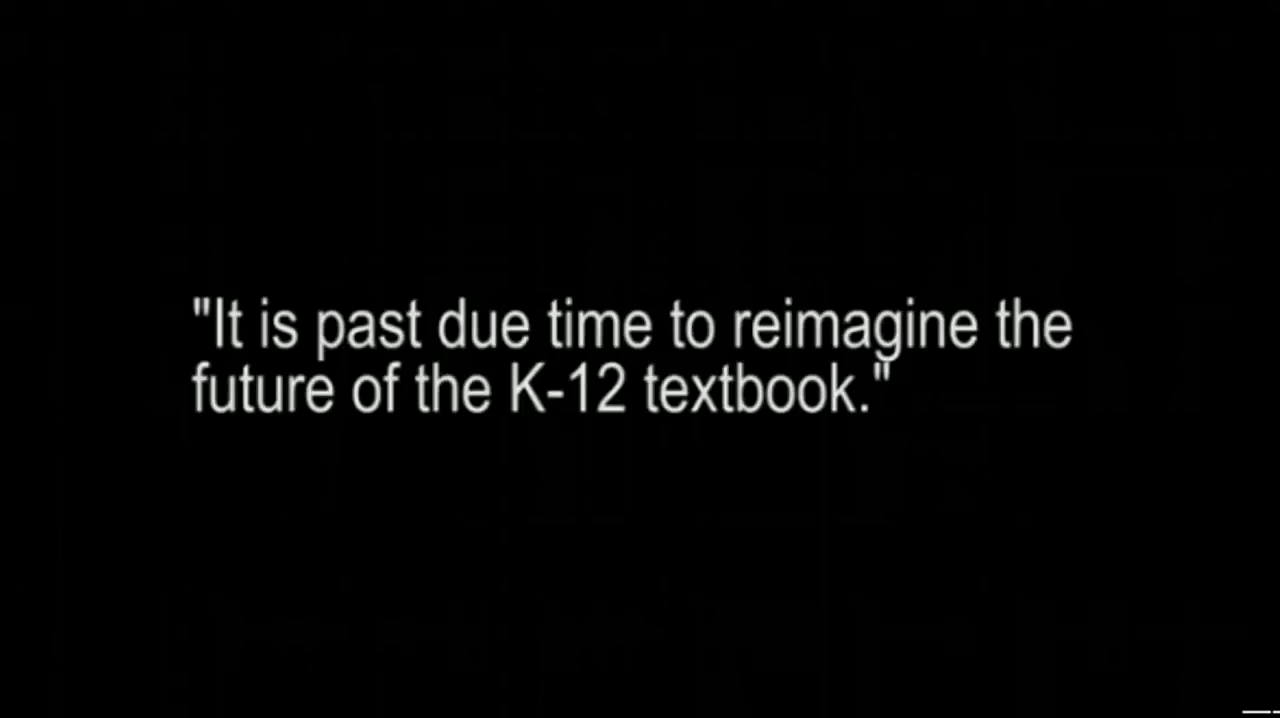 "It is past due time to reimagine the
future of the K-12 textbook."